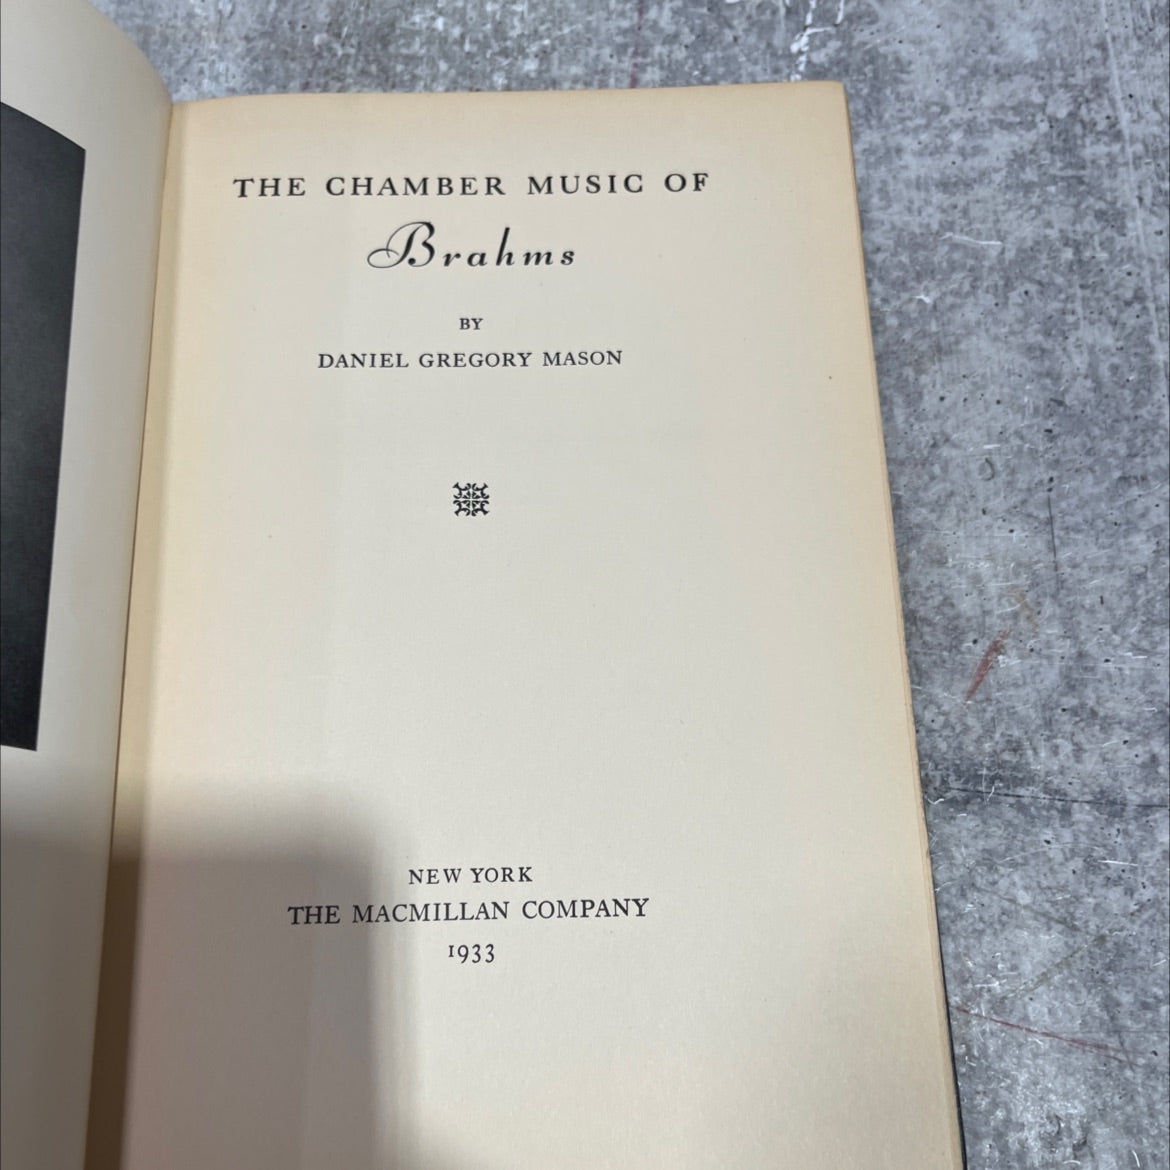 THE CHAMBER MUSIC OF
Brahms
BY
DANIEL GREGORY MASON
NEW YORK
THE MACMILLAN COMPANY
1933